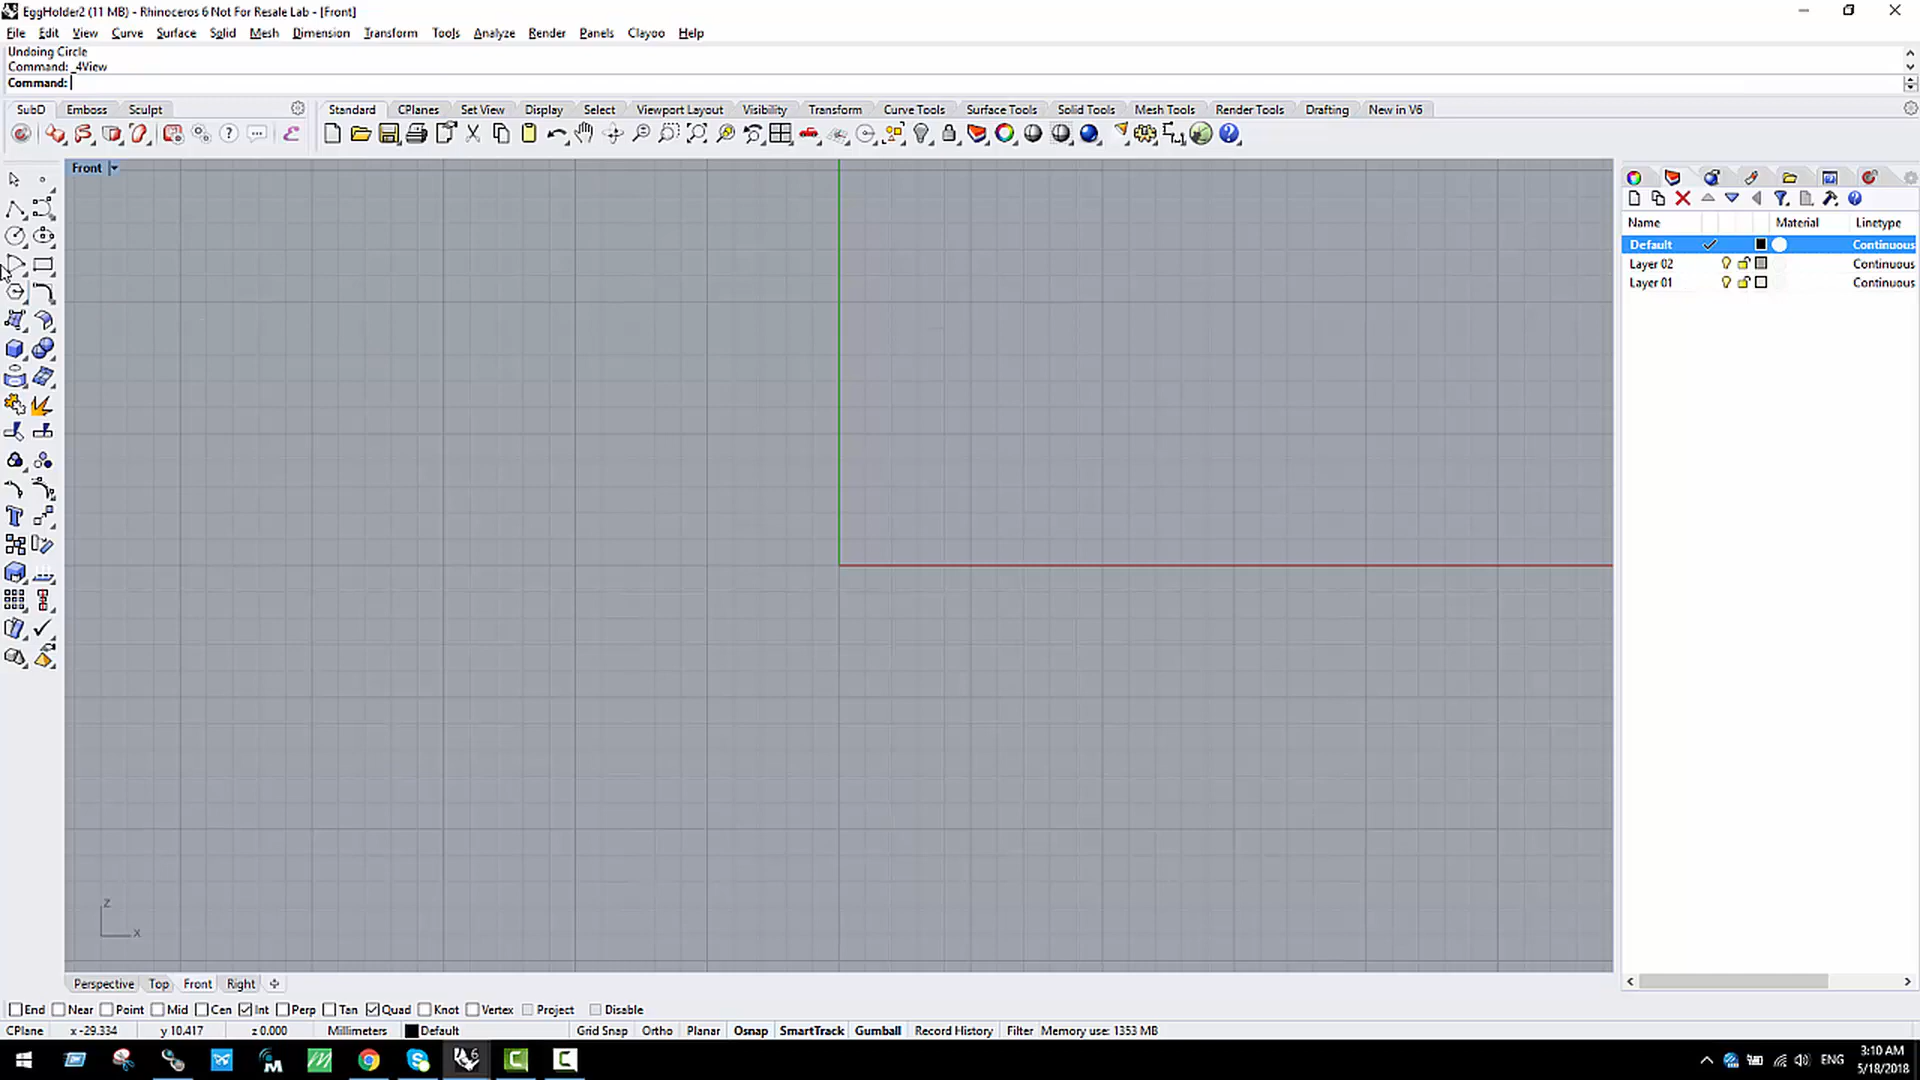 EggHolder2 (11 MB) - Rhinoceros 6 Not For Resale Lab - [Front]
File Edit View Curve Surface Solid Mesh Dimension Transform Tools Analyze Render Panels Clayoo Help
Undoing Circle
Command: _4View
Command:
SubD Emboss Sculpt Standard CPlanes Set View Display Select Viewport Layout Visibility Transform Curve Tools Surface Tools Solid Tools Mesh Tools Render Tools Drafting New in V6
Front
Name Material Linetype
Default Continuous
Layer 02 Continuous
Layer 01 Continuous
z
x
Perspective Top Front Right
End Near Point Mid Cen Int Perp Tan Quad Knot Vertex Project Disable
CPlane x -29.334 y 10.417 z 0.000 Millimeters Default Grid Snap Ortho Planar Osnap SmartTrack Gumball Record History Filter Memory use: 1353 MB
ENG
3:10 AM
5/18/2018